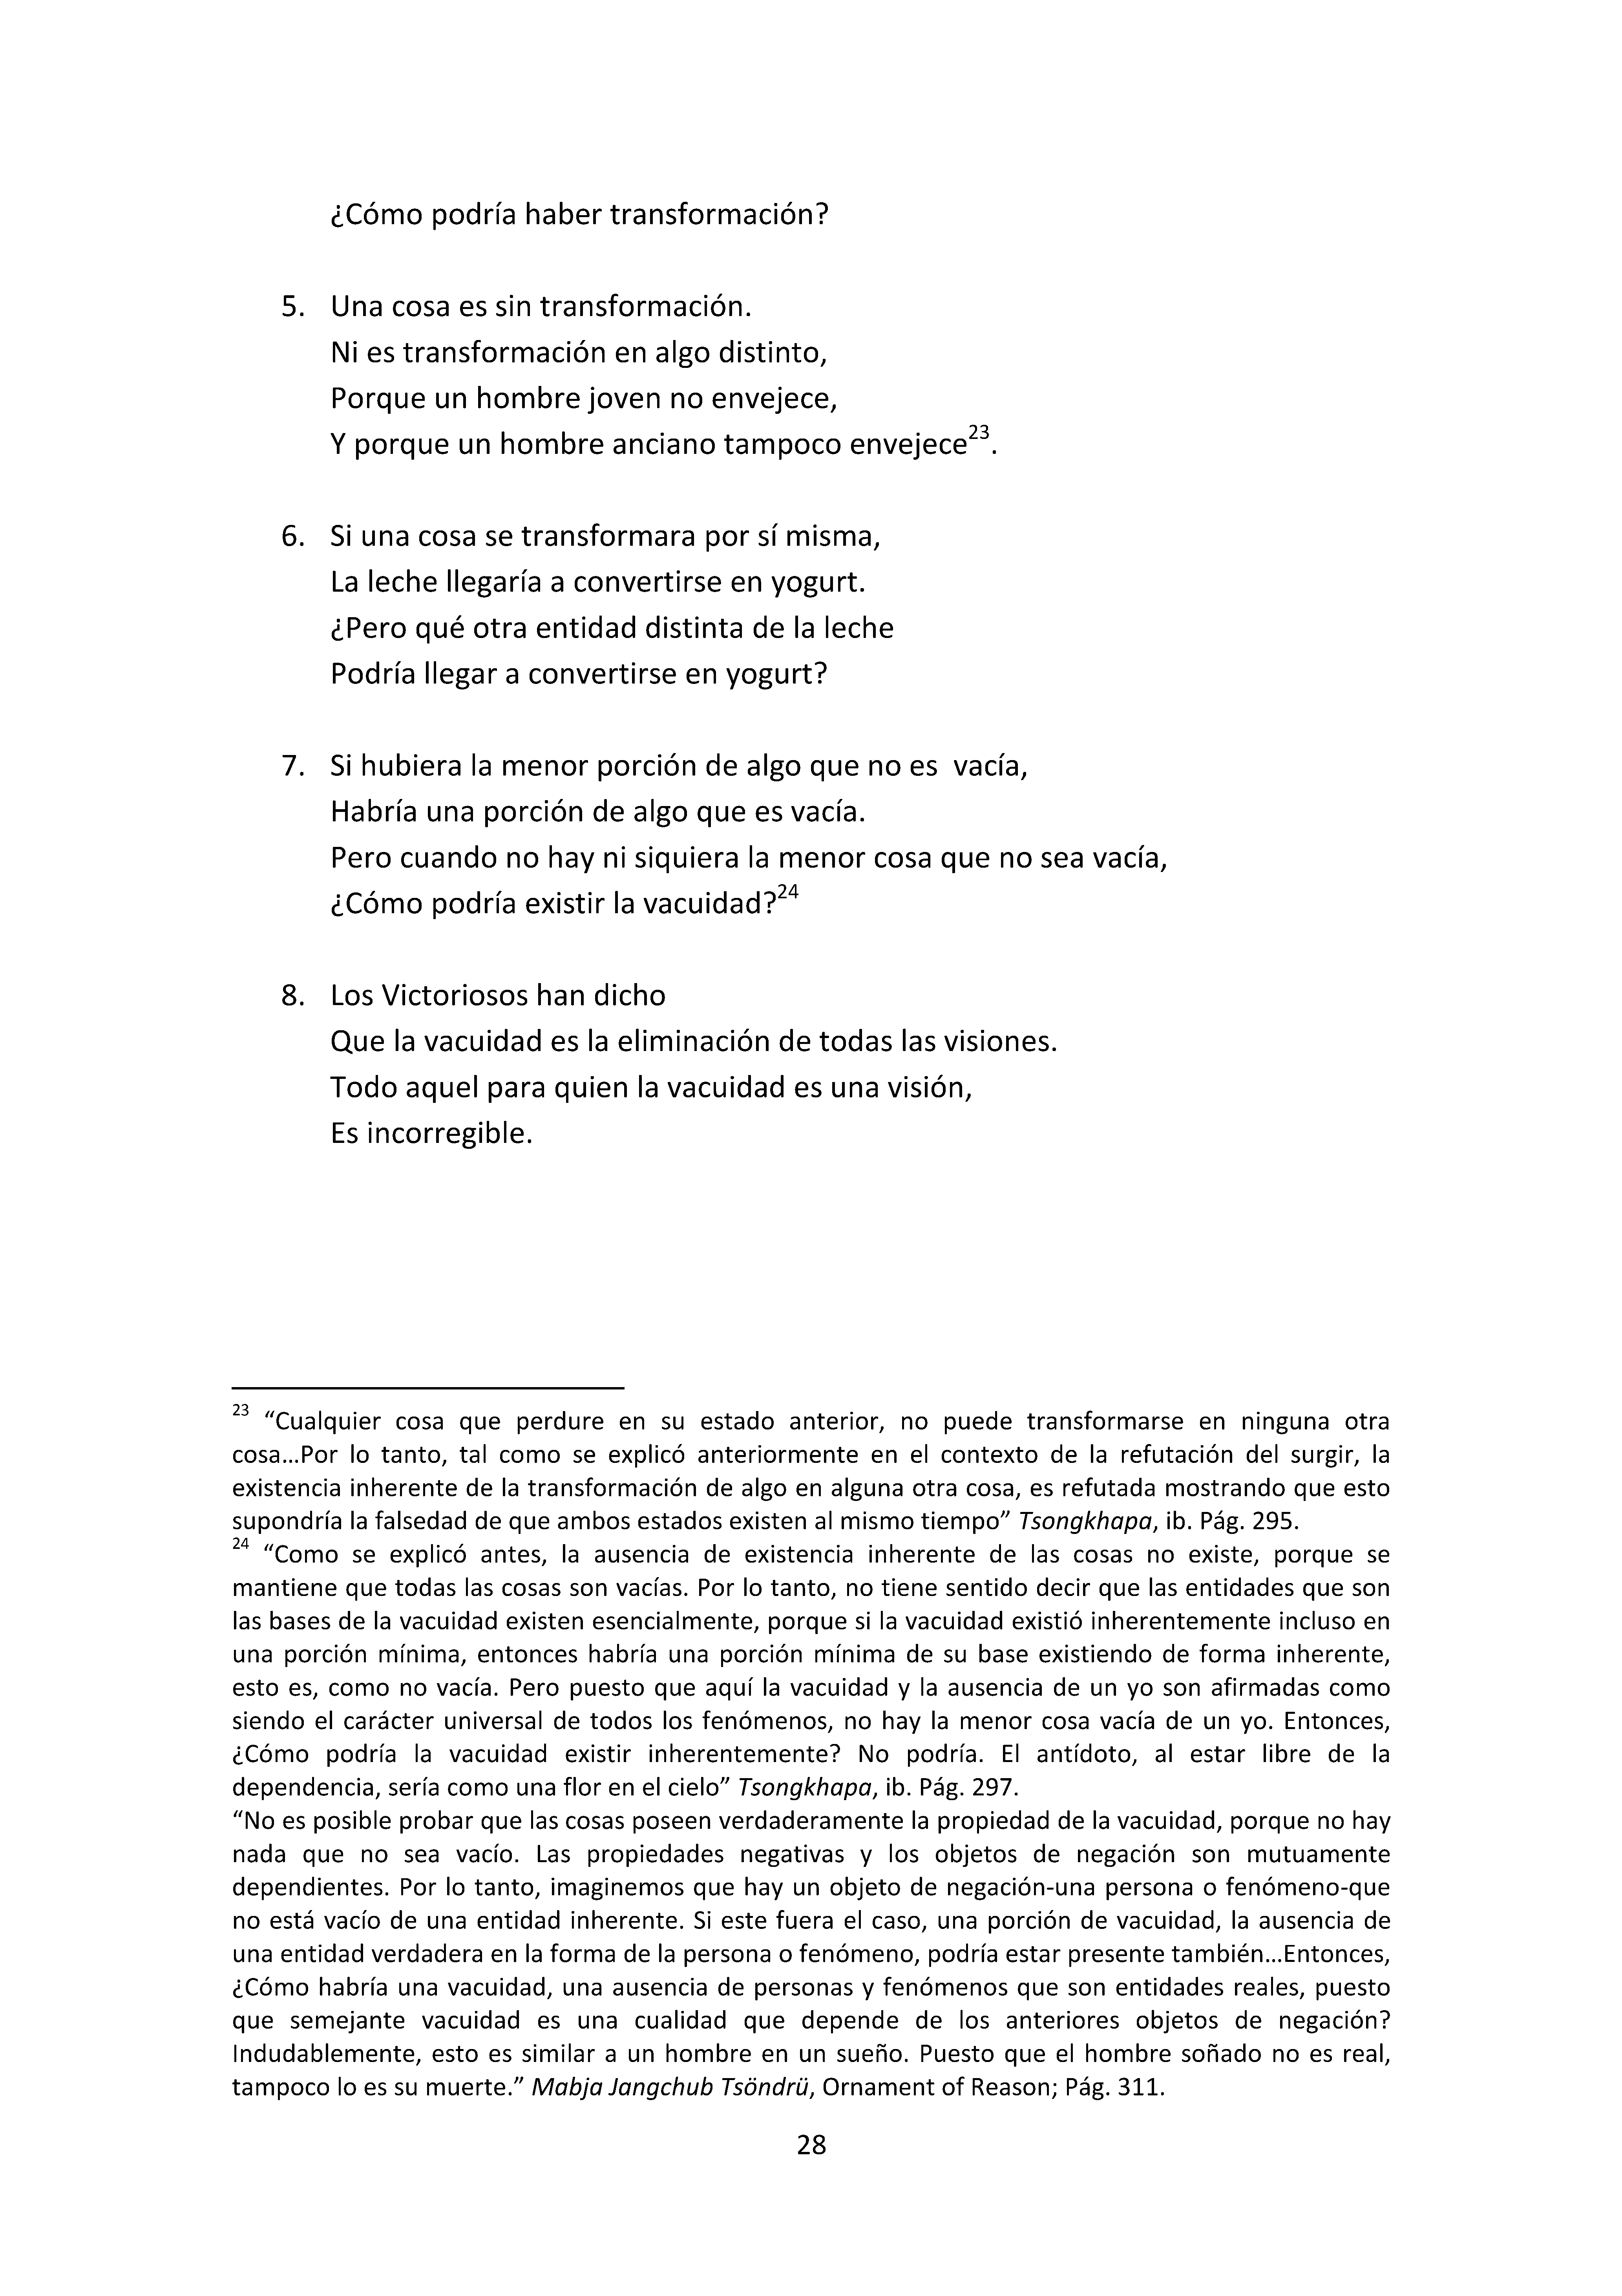 ¿Cómo podría haber transformación?
5. Una cosa es sin transformación.
Ni es transformación en algo distinto,
Porque un hombre joven no envejece,
Y porque un hombre anciano tampoco envejece23.
6. Si una cosa se transformara por sí misma,
La leche llegaría a convertirse en yogurt.
¿Pero qué otra entidad distinta de la leche
Podría llegar a convertirse en yogurt?
7. Si hubiera la menor porción de algo que no es  vacía,
Habría una porción de algo que es vacía.
Pero cuando no hay ni siquiera la menor cosa que no sea vacía,
¿Cómo podría existir la vacuidad?24
8. Los Victoriosos han dicho
Que la vacuidad es la eliminación de todas las visiones.
Todo aquel para quien la vacuidad es una visión,
Es incorregible.
23 “Cualquier cosa que perdure en su estado anterior, no puede transformarse en ninguna otra
cosa…Por lo tanto, tal como se explicó anteriormente en el contexto de la refutación del surgir, la
existencia inherente de la transformación de algo en alguna otra cosa, es refutada mostrando que esto
supondría la falsedad de que ambos estados existen al mismo tiempo” Tsongkhapa, ib. Pág. 295.
24 “Como se explicó antes, la ausencia de existencia inherente de las cosas no existe, porque se
mantiene que todas las cosas son vacías. Por lo tanto, no tiene sentido decir que las entidades que son
las bases de la vacuidad existen esencialmente, porque si la vacuidad existió inherentemente incluso en
una porción mínima, entonces habría una porción mínima de su base existiendo de forma inherente,
esto es, como no vacía. Pero puesto que aquí la vacuidad y la ausencia de un yo son afirmadas como
siendo el carácter universal de todos los fenómenos, no hay la menor cosa vacía de un yo. Entonces,
¿Cómo podría la vacuidad existir inherentemente? No podría. El antídoto, al estar libre de la
dependencia, sería como una flor en el cielo” Tsongkhapa, ib. Pág. 297.
“No es posible probar que las cosas poseen verdaderamente la propiedad de la vacuidad, porque no hay
nada que no sea vacío. Las propiedades negativas y los objetos de negación son mutuamente
dependientes. Por lo tanto, imaginemos que hay un objeto de negación-una persona o fenómeno-que
no está vacío de una entidad inherente. Si este fuera el caso, una porción de vacuidad, la ausencia de
una entidad verdadera en la forma de la persona o fenómeno, podría estar presente también…Entonces,
¿Cómo habría una vacuidad, una ausencia de personas y fenómenos que son entidades reales, puesto
que semejante vacuidad es una cualidad que depende de los anteriores objetos de negación?
Indudablemente, esto es similar a un hombre en un sueño. Puesto que el hombre soñado no es real,
tampoco lo es su muerte.” Mabja Jangchub Tsöndrü, Ornament of Reason; Pág. 311.
28